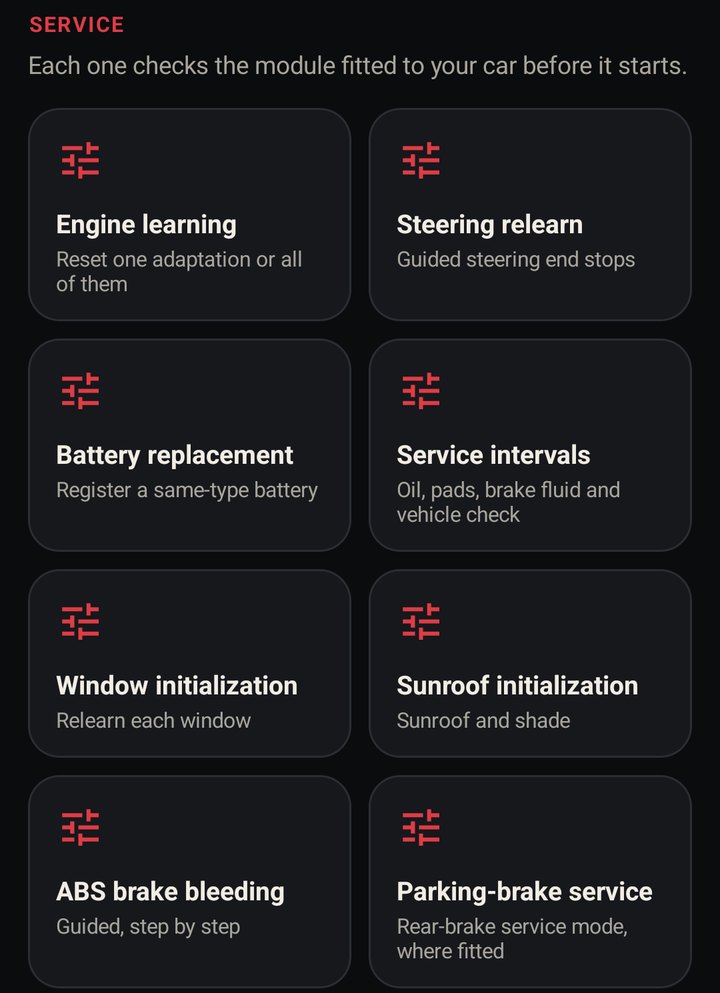 SERVICE
Each one checks the module fitted to your car before it starts.
Engine learning
Reset one adaptation or all
of them
Steering relearn
Guided steering end stops
Battery replacement
Register a same-type battery
Service intervals
Oil, pads, brake fluid and
vehicle check
Window initialization
Relearn each window
Sunroof initialization
Sunroof and shade
ABS brake bleeding
Guided, step by step
Parking-brake service
Rear-brake service mode,
where fitted